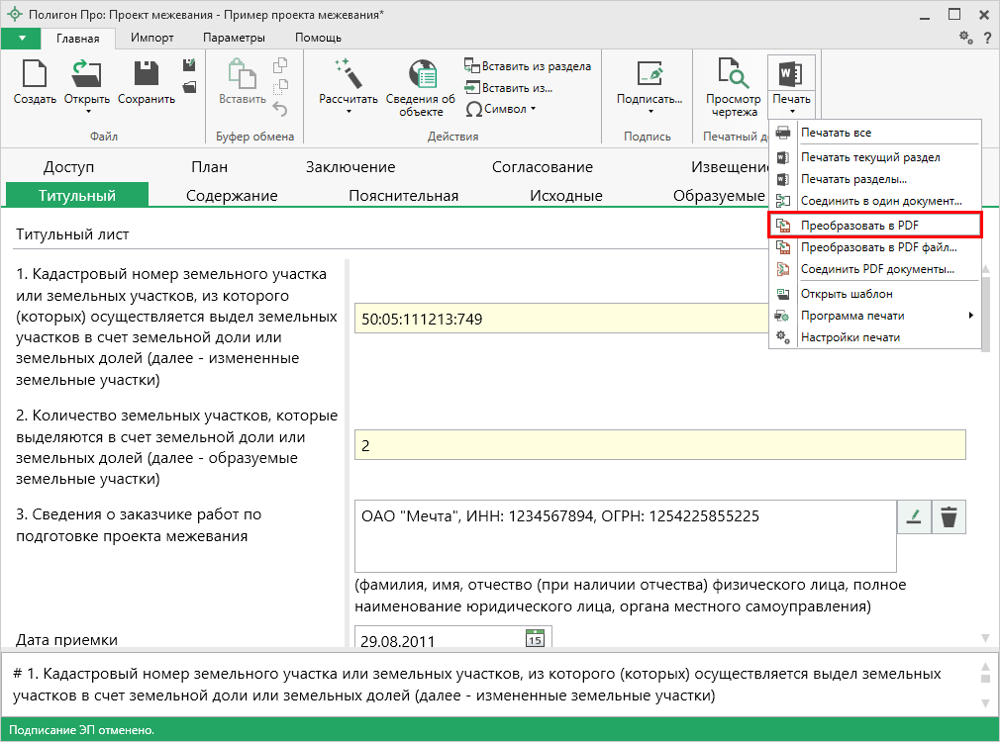 Полигон Про: Проект межевания - Пример проекта межевания*
Главная Импорт Параметры Помощь
?
Создать Открыть Сохранить
Файл
Вставить
Буфер обмена
Рассчитать Сведения об
объекте
Вставить из раздела
Вставить из...
Символ
Действия
Подписать...
Подпись
Просмотр
чертежа
Печать
Печатный д
Печатать все
Печатать текущий раздел
Печатать разделы...
Соединить в один документ...
Преобразовать в PDF
Преобразовать в PDF файл...
Соединить PDF документы...
Открыть шаблон
Программа печати
Настройки печати
Доступ План Заключение Согласование Извещени
Титульный Содержание Пояснительная Исходные Образуемые
Титульный лист
1. Кадастровый номер земельного участка
или земельных участков, из которого
(которых) осуществляется выдел земельных
участков в счет земельной доли или
земельных долей (далее - измененные
земельные участки)
50:05:111213:749
2. Количество земельных участков, которые
выделяются в счет земельной доли или
земельных долей (далее - образуемые
земельные участки)
2
3. Сведения о заказчике работ по
подготовке проекта межевания
ОАО "Мечта", ИНН: 1234567894, ОГРН: 1254225855225
(фамилия, имя, отчество (при наличии отчества) физического лица, полное
наименование юридического лица, органа местного самоуправления)
Дата приемки
29.08.2011
15
# 1. Кадастровый номер земельного участка или земельных участков, из которого (которых) осуществляется выдел земельных
участков в счет земельной доли или земельных долей (далее - измененные земельные участки)
Подписание ЭП отменено.